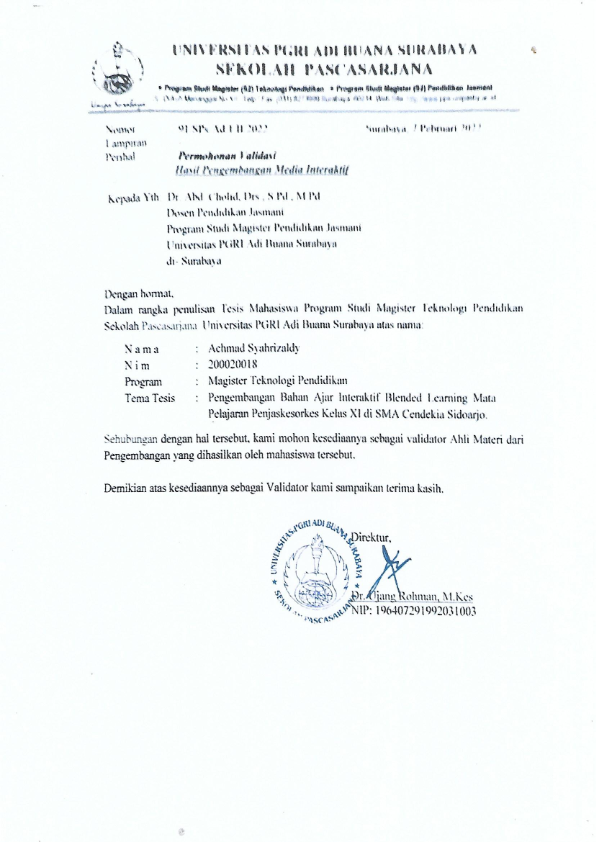 UNIVERSITAS PGRI ADI BUANA SURABAYA
SEKOLAH PASCASARJANA
• Program Studi Magister (S2) Teknologi Pendidikan • Program Studi Magister (S2) Pendidikan Jasmani
Nomor
Surabaya, Pebruari 2022
Lampiran
Perihal Permohonan Validasi
Hasil Pengembangan Media Interaktif
Kepada Yth Dr. Abd. Cholid, Drs., S.Pd., M.Pd
Dosen Pendidikan Jasmani
Program Studi Magister Pendidikan Jasmani
Universitas PGRI Adi Buana Surabaya
di- Surabaya
Dengan hormat,
Dalam rangka penulisan Tesis Mahasiswa Program Studi Magister Teknologi Pendidikan
Sekolah Pascasarjana Universitas PGRI Adi Buana Surabaya atas nama:
N a m a : Achmad Syahrizaldy
N i m : 200020018
Program : Magister Teknologi Pendidikan
Tema Tesis : Pengembangan Bahan Ajar Interaktif Blended Learning Mata
Pelajaran Penjaskesorkes Kelas XI di SMA Cendekia Sidoarjo.
Sehubungan dengan hal tersebut, kami mohon kesediaanya sebagai validator Ahli Materi dari
Pengembangan yang dihasilkan oleh mahasiswa tersebut.
Demikian atas kesediaannya sebagai Validator kami sampaikan terima kasih.
Direktur,
UNIVERSITAS PGRI ADI BUANA SURABAYA
SEKOLAH PASCASARJANA
Dr. Ujang Rohman, M.Kes
NIP: 196407291992031003